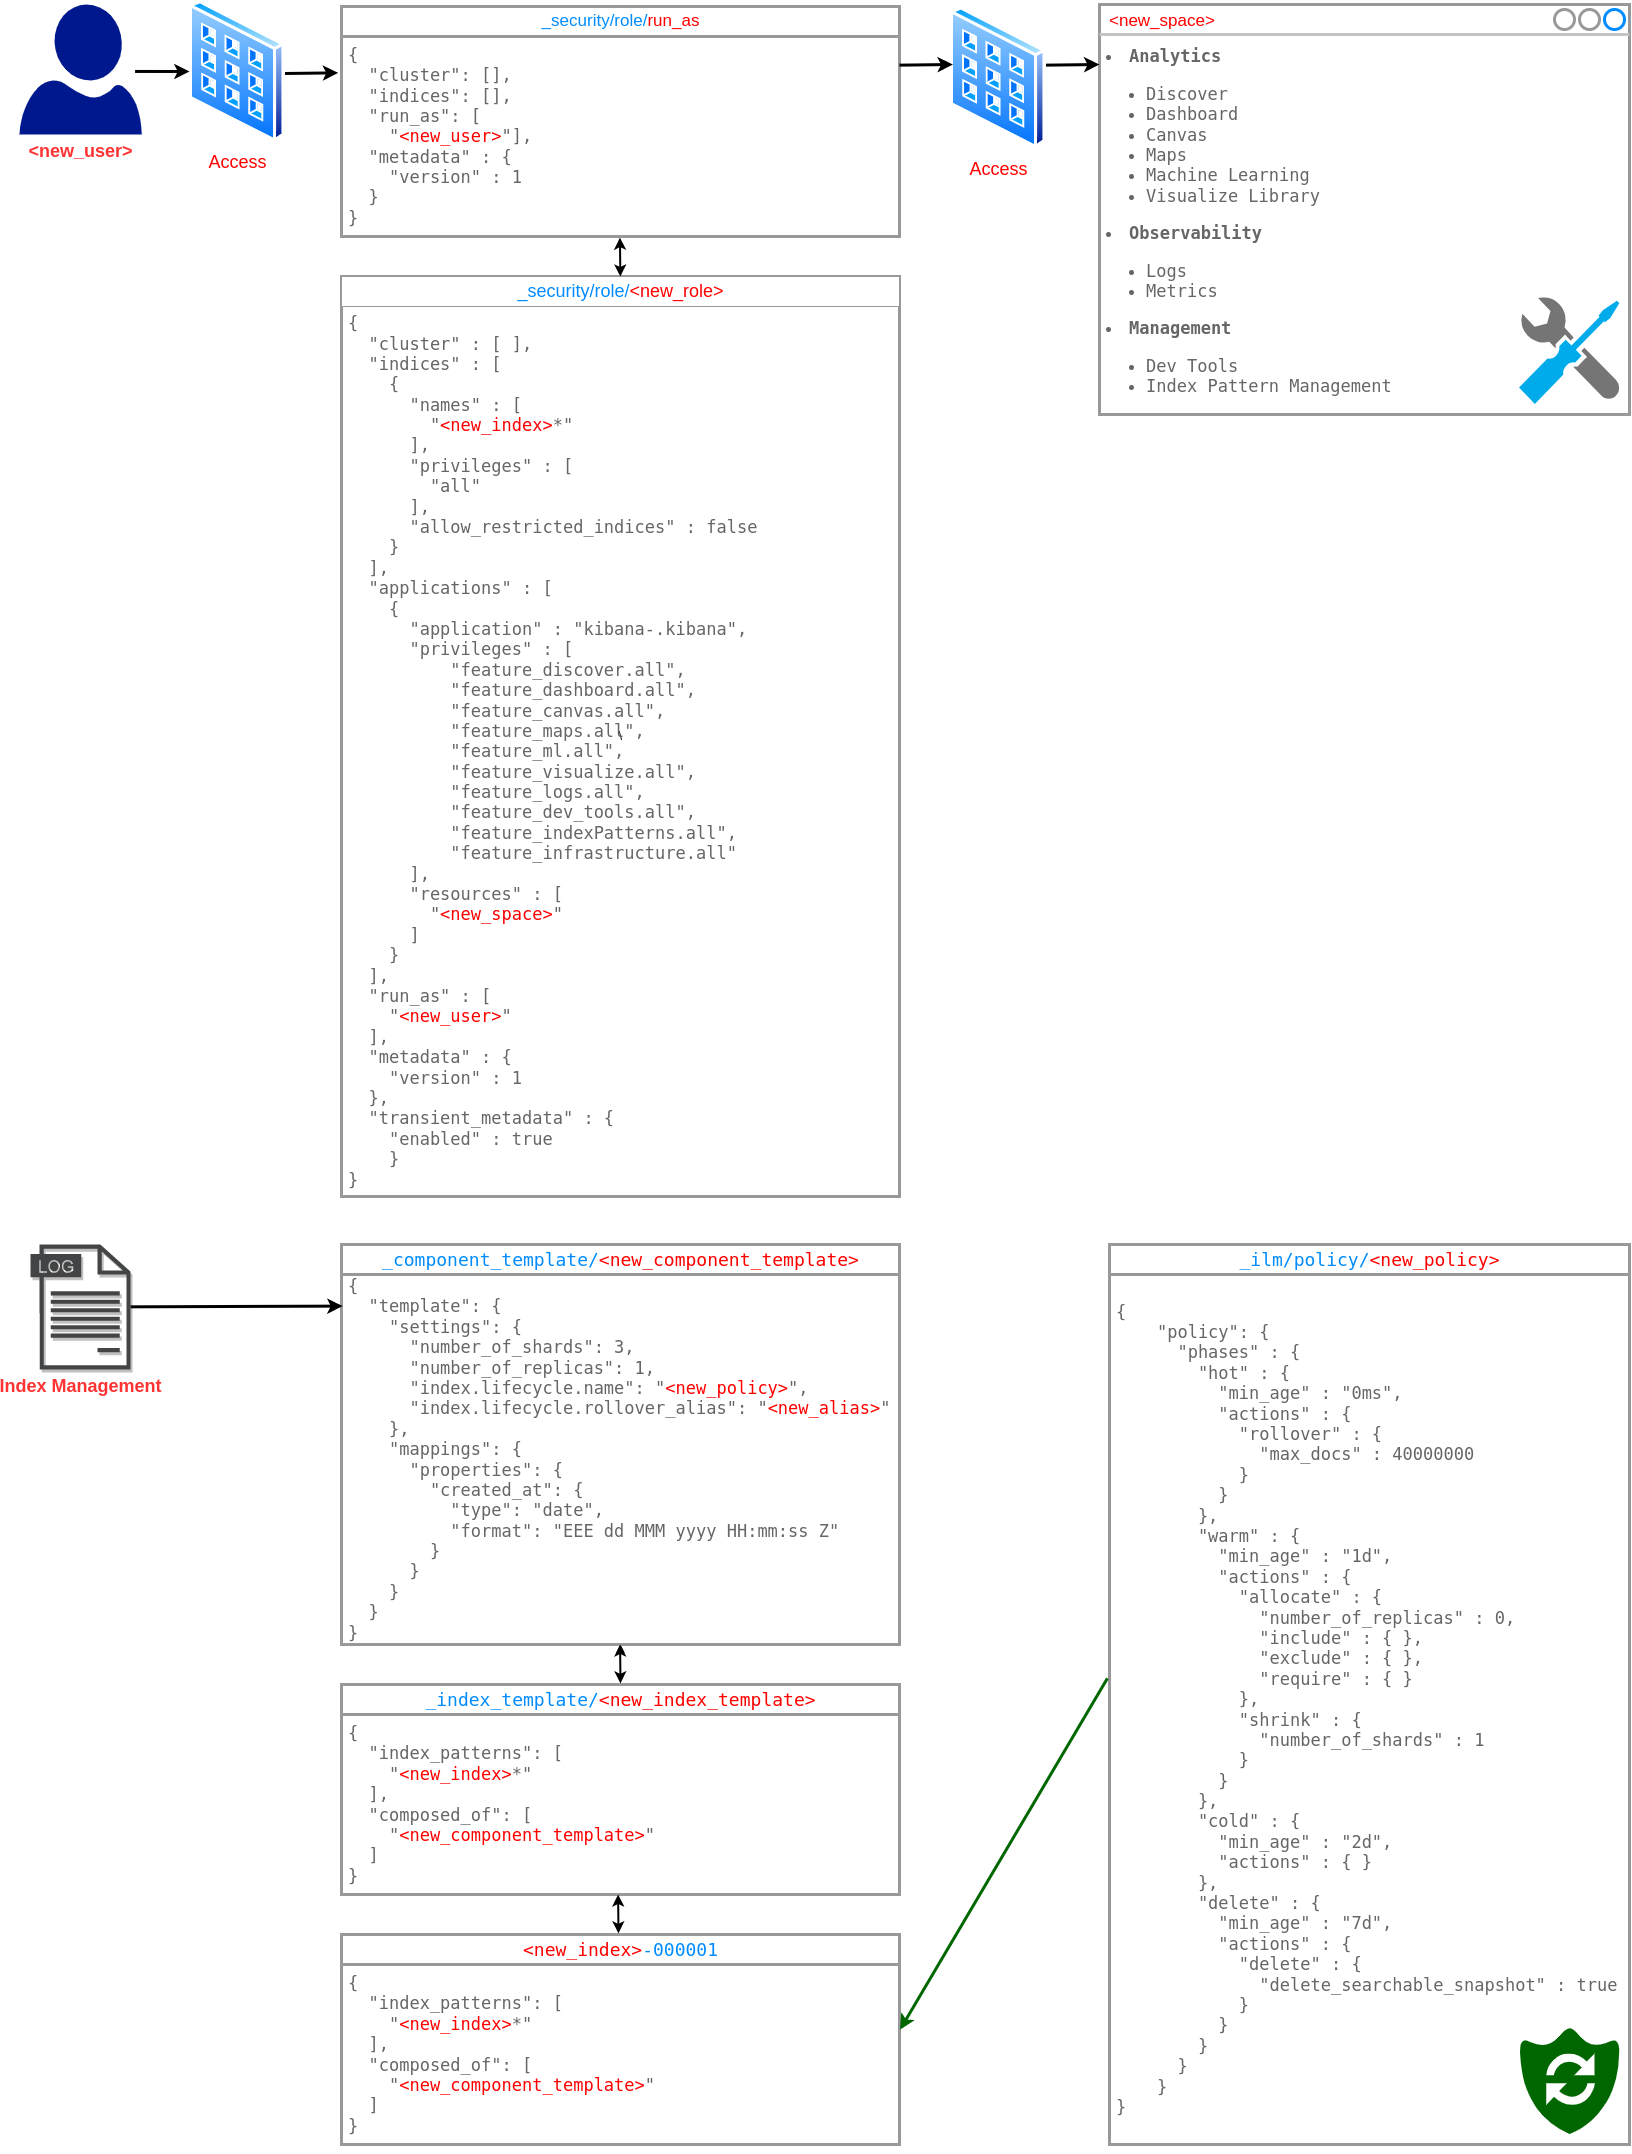 <new_user>
Access
_security/role/run_as
{
  "cluster": [],
  "indices": [],
  "run_as": [
    "<new_user>"],
  "metadata" : {
    "version" : 1
  }
}
Access
<new_space>
• Analytics
• Discover
• Dashboard
• Canvas
• Maps
• Machine Learning
• Visualize Library
• Observability
• Logs
• Metrics
• Management
• Dev Tools
• Index Pattern Management
_security/role/<new_role>
{
  "cluster" : [ ],
  "indices" : [
    {
      "names" : [
        "<new_index>*"
      ],
      "privileges" : [
        "all"
      ],
      "allow_restricted_indices" : false
    }
  ],
  "applications" : [
    {
      "application" : "kibana-.kibana",
      "privileges" : [
          "feature_discover.all",
          "feature_dashboard.all",
          "feature_canvas.all",
          "feature_maps.all",
          "feature_ml.all",
          "feature_visualize.all",
          "feature_logs.all",
          "feature_dev_tools.all",
          "feature_indexPatterns.all",
          "feature_infrastructure.all"
      ],
      "resources" : [
        "<new_space>"
      ]
    }
  ],
  "run_as" : [
    "<new_user>"
  ],
  "metadata" : {
    "version" : 1
  },
  "transient_metadata" : {
    "enabled" : true
    }
}
LOG
Index Management
_component_template/<new_component_template>
{
  "template": {
    "settings": {
      "number_of_shards": 3,
      "number_of_replicas": 1,
      "index.lifecycle.name": "<new_policy>",
      "index.lifecycle.rollover_alias": "<new_alias>"
    },
    "mappings": {
      "properties": {
        "created_at": {
          "type": "date",
          "format": "EEE dd MMM yyyy HH:mm:ss Z"
        }
      }
    }
  }
}
_index_template/<new_index_template>
{
  "index_patterns": [
    "<new_index>*"
  ],
  "composed_of": [
    "<new_component_template>"
  ]
}
<new_index>-000001
{
  "index_patterns": [
    "<new_index>*"
  ],
  "composed_of": [
    "<new_component_template>"
  ]
}
_ilm/policy/<new_policy>
{
    "policy": {
      "phases" : {
        "hot" : {
          "min_age" : "0ms",
          "actions" : {
            "rollover" : {
              "max_docs" : 40000000
            }
          }
        },
        "warm" : {
          "min_age" : "1d",
          "actions" : {
            "allocate" : {
              "number_of_replicas" : 0,
              "include" : { },
              "exclude" : { },
              "require" : { }
            },
            "shrink" : {
              "number_of_shards" : 1
            }
          }
        },
        "cold" : {
          "min_age" : "2d",
          "actions" : { }
        },
        "delete" : {
          "min_age" : "7d",
          "actions" : {
            "delete" : {
              "delete_searchable_snapshot" : true
            }
          }
        }
      }
    }
}